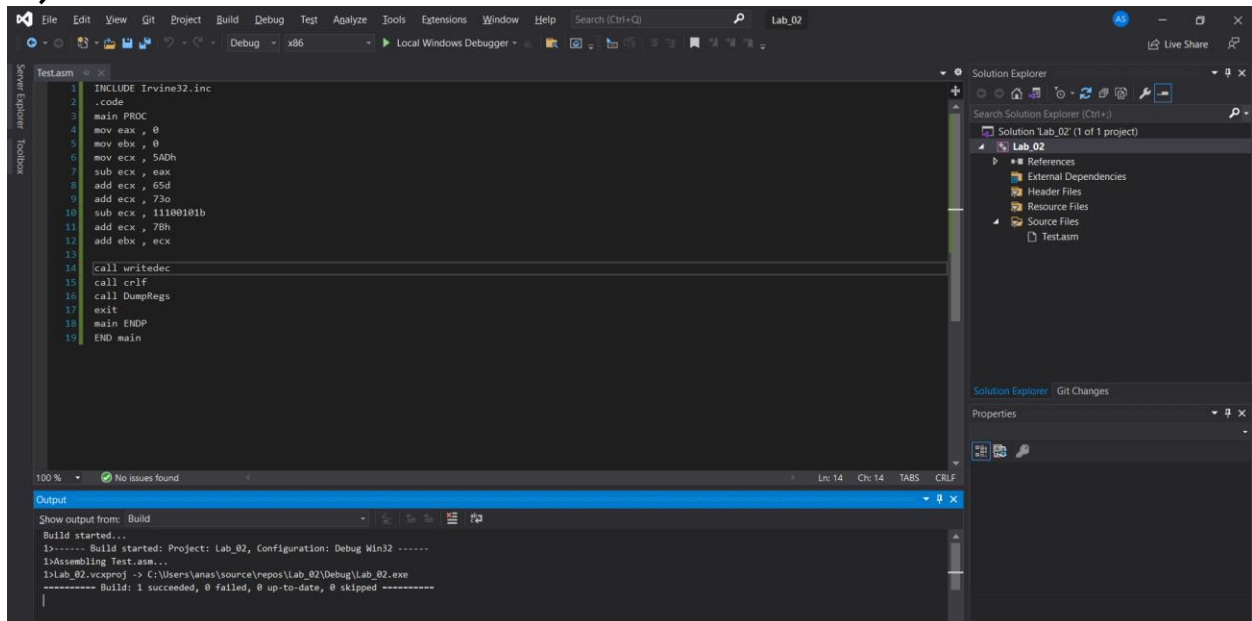 File Edit View Git Project Build Debug Test Analyze Tools Extensions Window Help Search (Ctrl+Q) Lab_02 AS
Debug x86 Local Windows Debugger Live Share
Server Explorer
Toolbox
Test.asm
1 INCLUDE Irvine32.inc
2 .code
3 main PROC
4 mov eax , 0
5 mov ebx , 0
6 mov ecx , 5ADh
7 sub ecx , eax
8 add ecx , 65d
9 add ecx , 73o
10 sub ecx , 11100101b
11 add ecx , 7Bh
12 add ebx , ecx
13
14 call writedec
15 call crlf
16 call DumpRegs
17 exit
18 main ENDP
19 END main
100 % No issues found Ln: 14 Ch: 14 TABS CRLF
Output
Show output from: Build
Build started...
1>------ Build started: Project: Lab_02, Configuration: Debug Win32 ------
1>Assembling Test.asm...
1>Lab_02.vcxproj -> C:\Users\anas\source\repos\Lab_02\Debug\Lab_02.exe
========== Build: 1 succeeded, 0 failed, 0 up-to-date, 0 skipped ==========
Solution Explorer
Search Solution Explorer (Ctrl+;)
Solution 'Lab_02' (1 of 1 project)
Lab_02
References
External Dependencies
Header Files
Resource Files
Source Files
Test.asm
Solution Explorer Git Changes
Properties